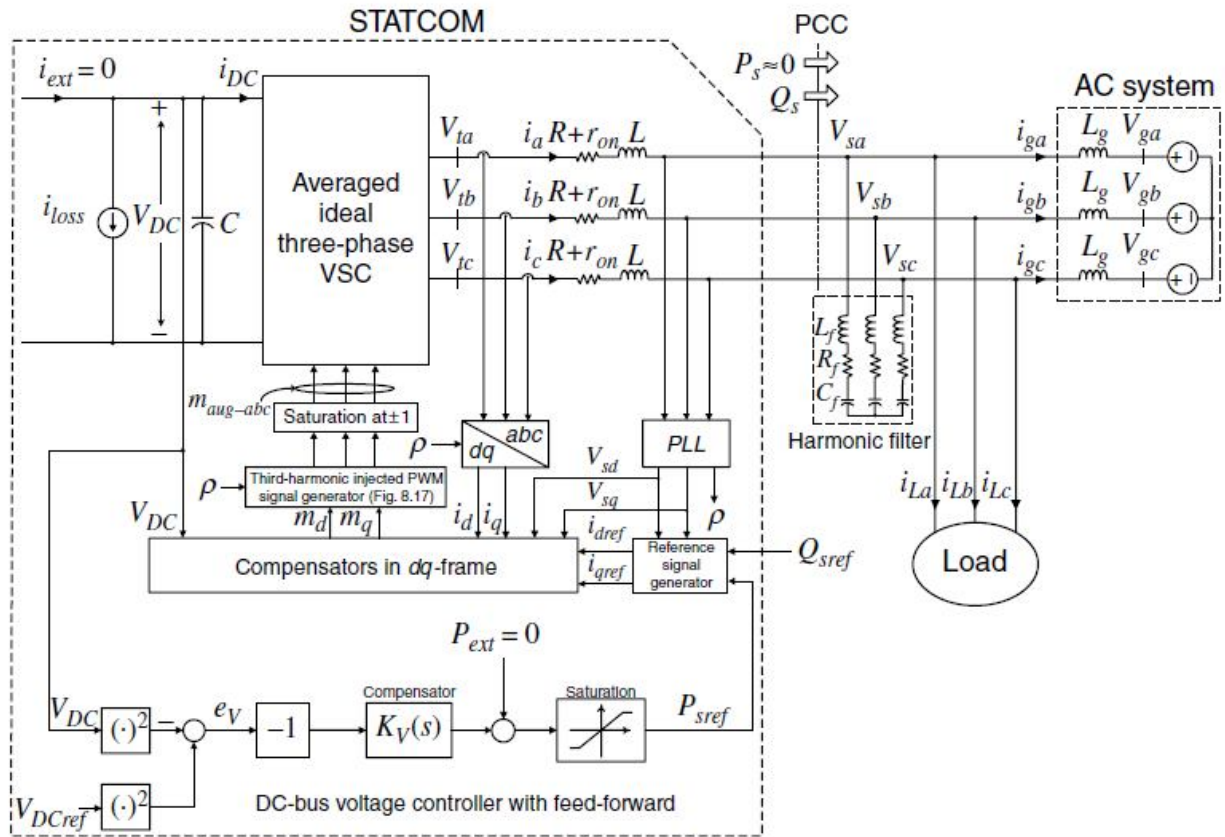 STATCOM
PCC
i_ext = 0
i_DC
P_s ≈ 0
Q_s
AC system
+
V_DC
−
i_loss
C
Averaged
ideal
three-phase
VSC
V_ta
i_a R+r_on L
V_sa
i_ga
L_g
V_ga
+ −
V_tb
i_b R+r_on L
V_sb
i_gb
L_g
V_gb
+ −
V_tc
i_c R+r_on L
V_sc
i_gc
L_g
V_gc
+ −
L_f
R_f
C_f
Harmonic filter
m_aug−abc
Saturation at±1
ρ
abc
dq
PLL
ρ
Third-harmonic injected PWM
signal generator (Fig. 8.17)
V_sd
V_sq
ρ
i_La
i_Lb
i_Lc
V_DC
m_d
m_q
i_d
i_q
i_dref
i_qref
Compensators in dq-frame
Reference
signal
generator
Q_sref
Load
P_ext = 0
Compensator
Saturation
V_DC
(·)²
−
e_V
−1
K_V(s)
P_sref
V_DCref
(·)²
DC-bus voltage controller with feed-forward